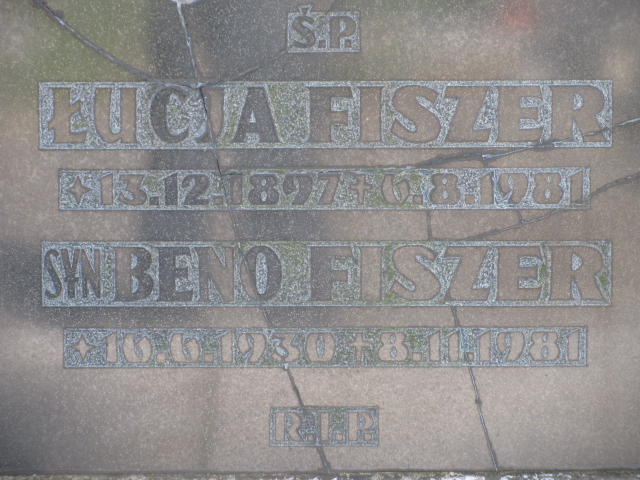 Ś.P.
ŁUCJA FISZER
✦13.12.1897✝6.8.1981
SYN BENO FISZER
✦16.6.1930✝8.11.1981
R.I.P.